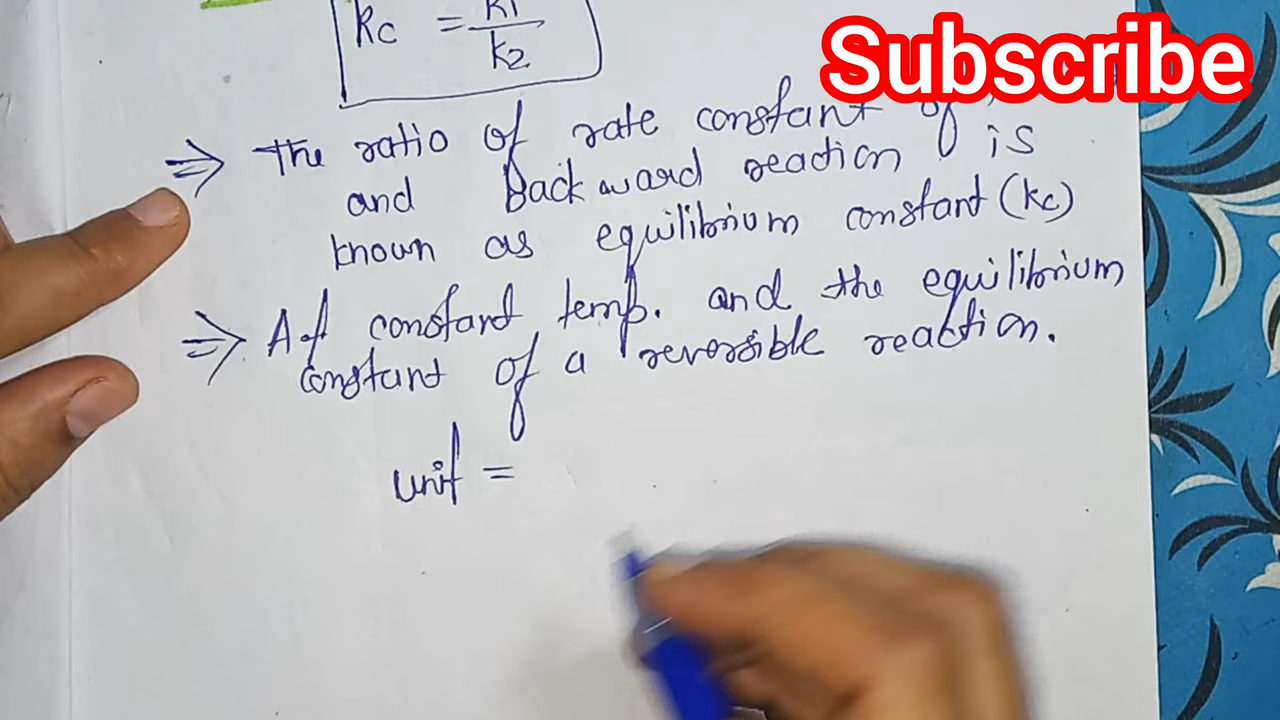 Kc = K1/K2
Subscribe
⇒ The ratio of rate constant of
and backward reaction is
known as equilibrium constant (Kc)
⇒ At constant temp. and the equilibrium
constant of a reversible reaction.
unit =